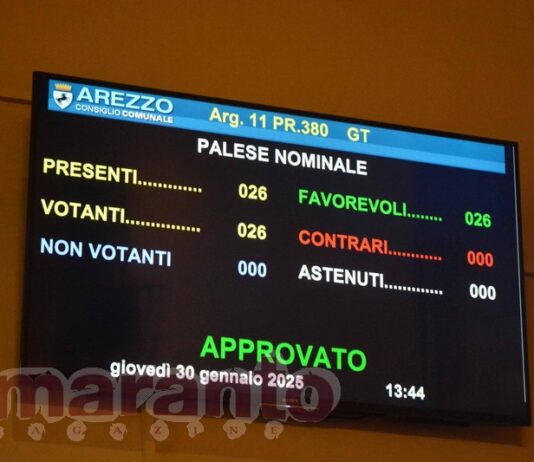 AREZZO
CONSIGLIO COMUNALE
Arg. 11 PR.380 GT
PALESE NOMINALE
PRESENTI............. 026
VOTANTI............... 026
NON VOTANTI 000
FAVOREVOLI....... 026
CONTRARI............ 000
ASTENUTI............. 000
APPROVATO
giovedì 30 gennaio 2025 13:44
maranto
MAGAZINE